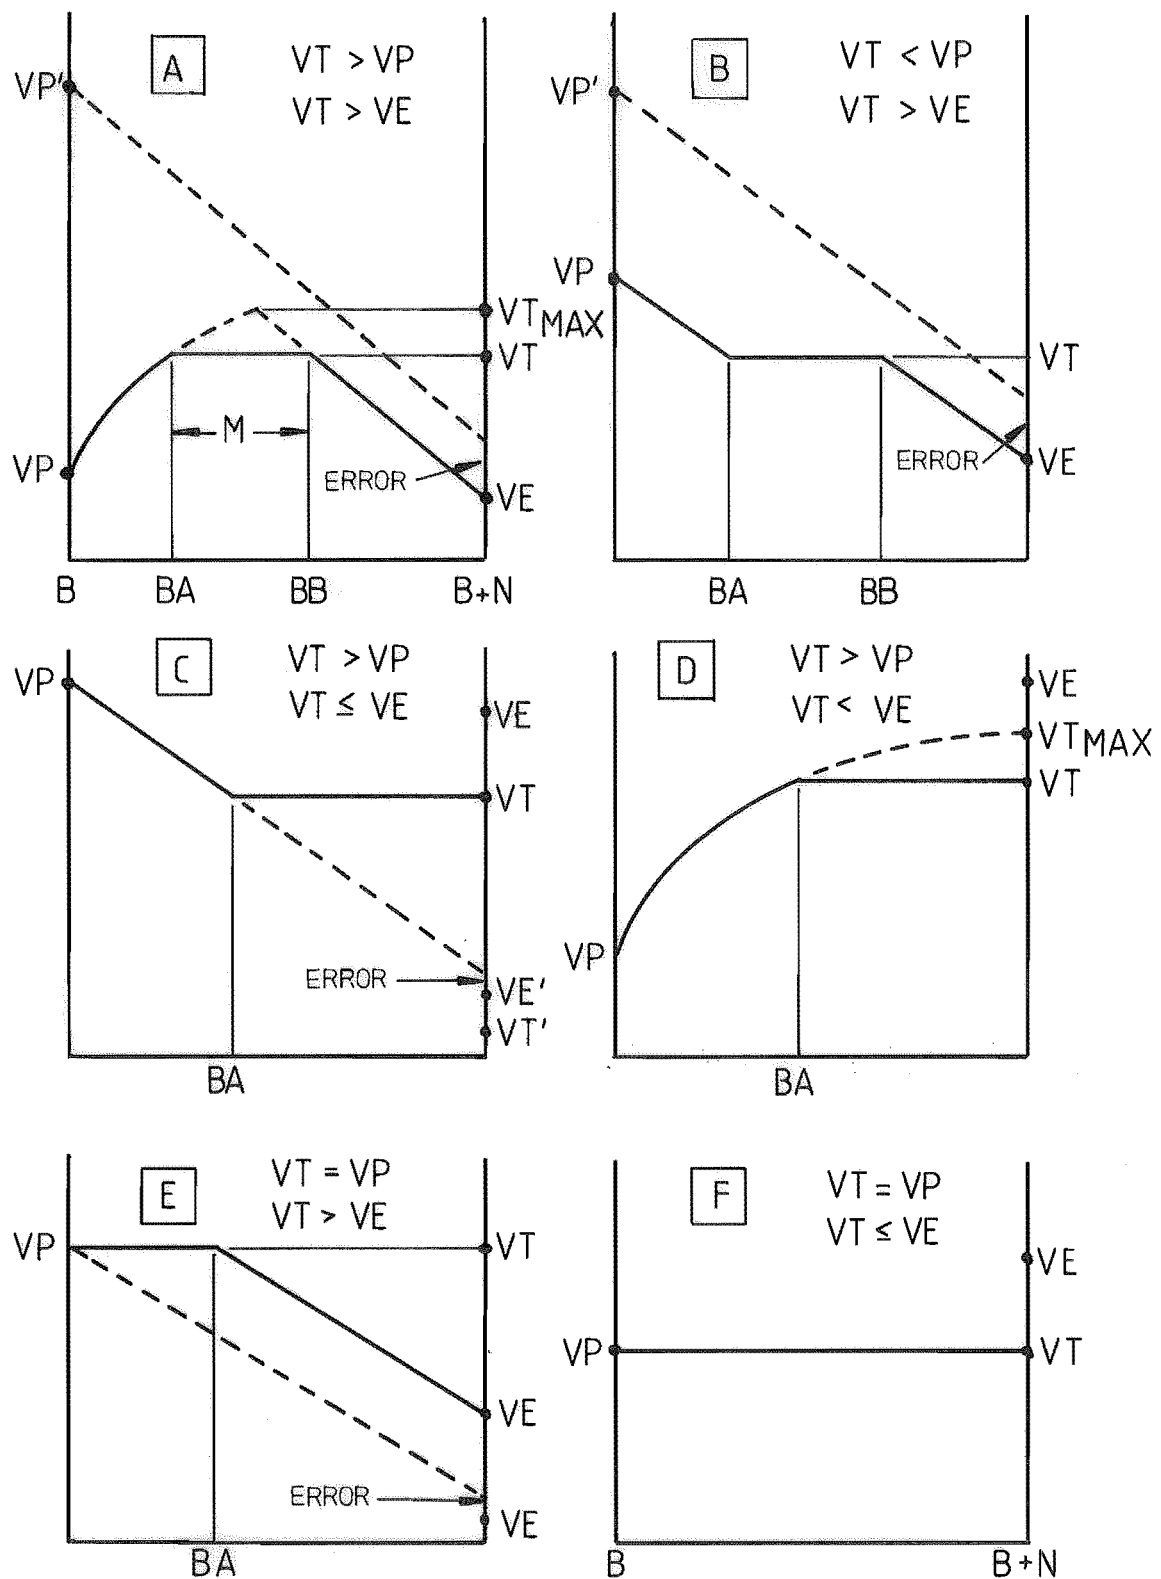 A
VT > VP
VT > VE
VP'
VT MAX
VT
M
VP
ERROR
VE
B BA BB B+N
B
VT < VP
VT > VE
VP'
VP
VT
ERROR
VE
BA BB
C
VT > VP
VT ≤ VE
VP
VE
VT
ERROR
VE'
VT'
BA
D
VT > VP
VT < VE
VE
VT MAX
VT
VP
BA
E
VT = VP
VT > VE
VP
VT
VE
ERROR
VE
BA
F
VT = VP
VT ≤ VE
VE
VP
VT
B B+N